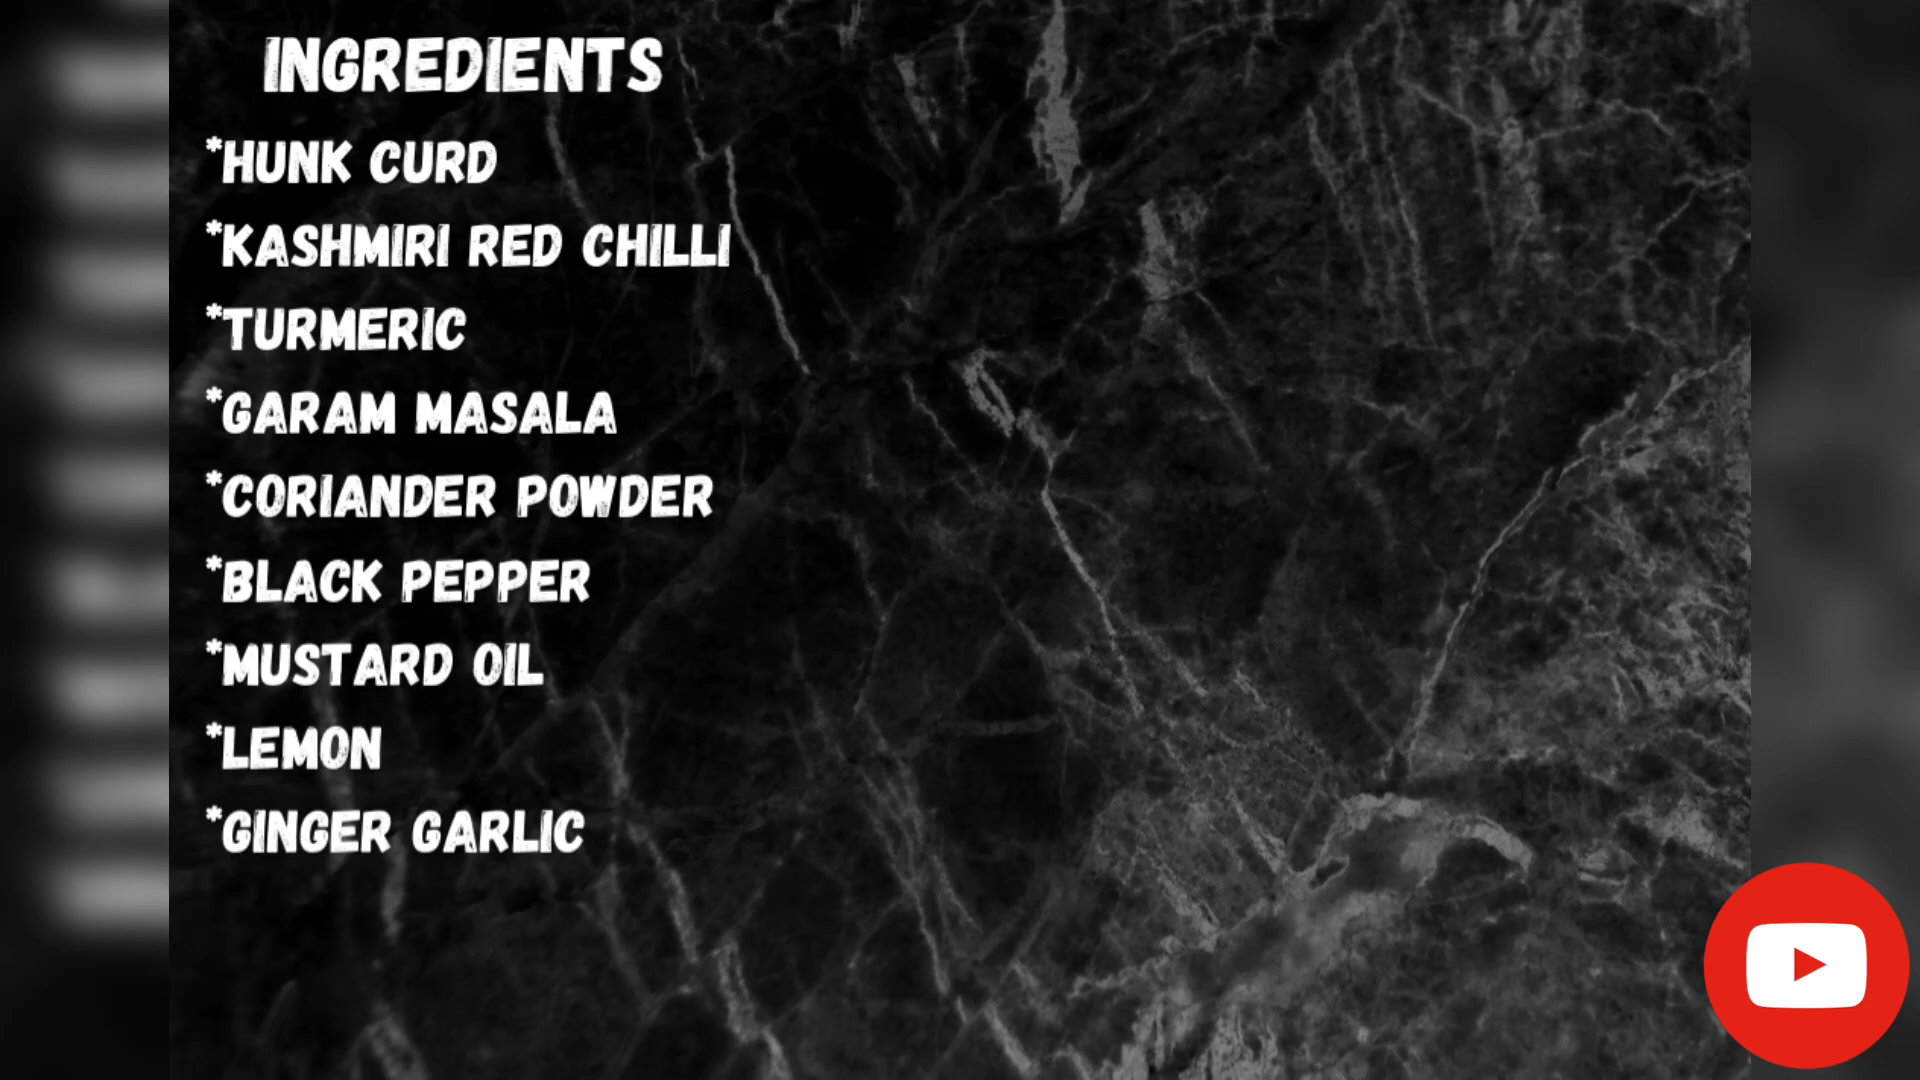 INGREDIENTS
*HUNK CURD
*KASHMIRI RED CHILLI
*TURMERIC
*GARAM MASALA
*CORIANDER POWDER
*BLACK PEPPER
*MUSTARD OIL
*LEMON
*GINGER GARLIC